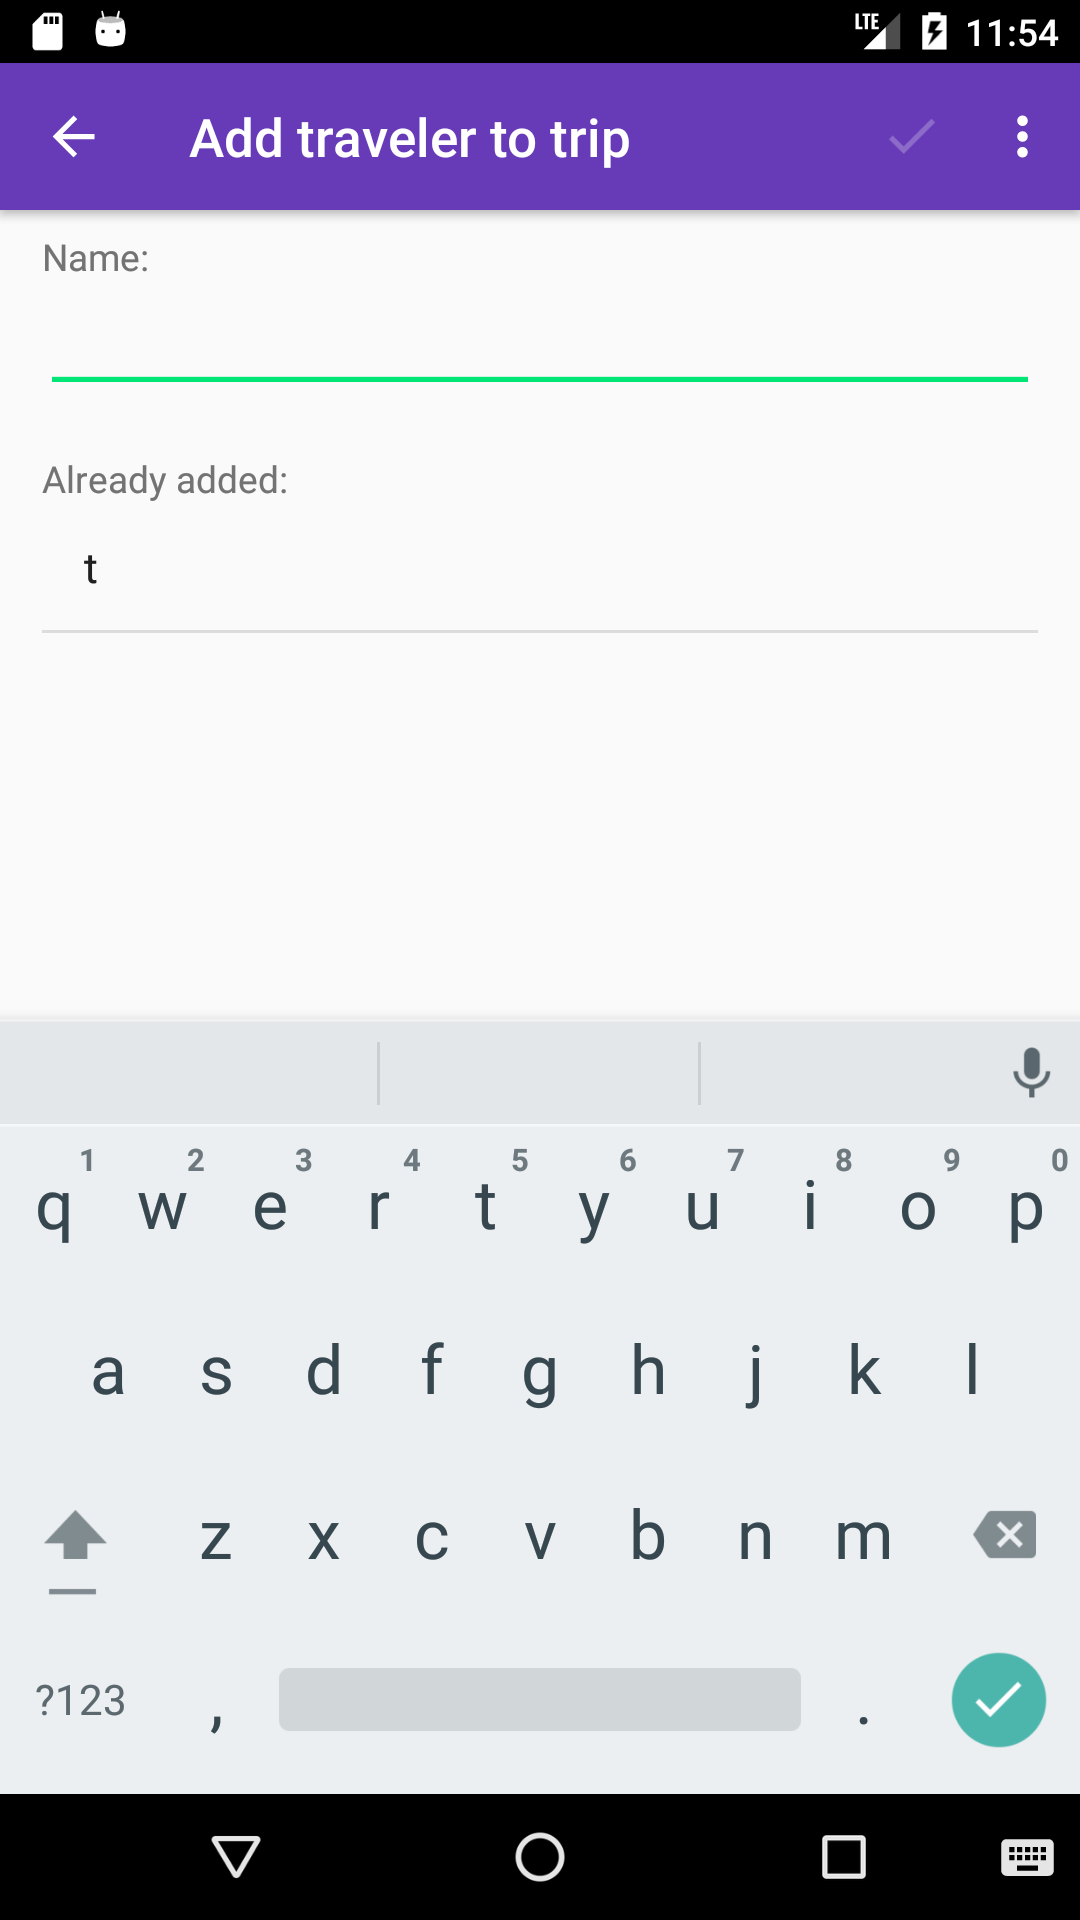 LTE 11:54
Add traveler to trip
Name:
Already added:
t
1 2 3 4 5 6 7 8 9 0
q w e r t y u i o p
a s d f g h j k l
z x c v b n m
?123 , .